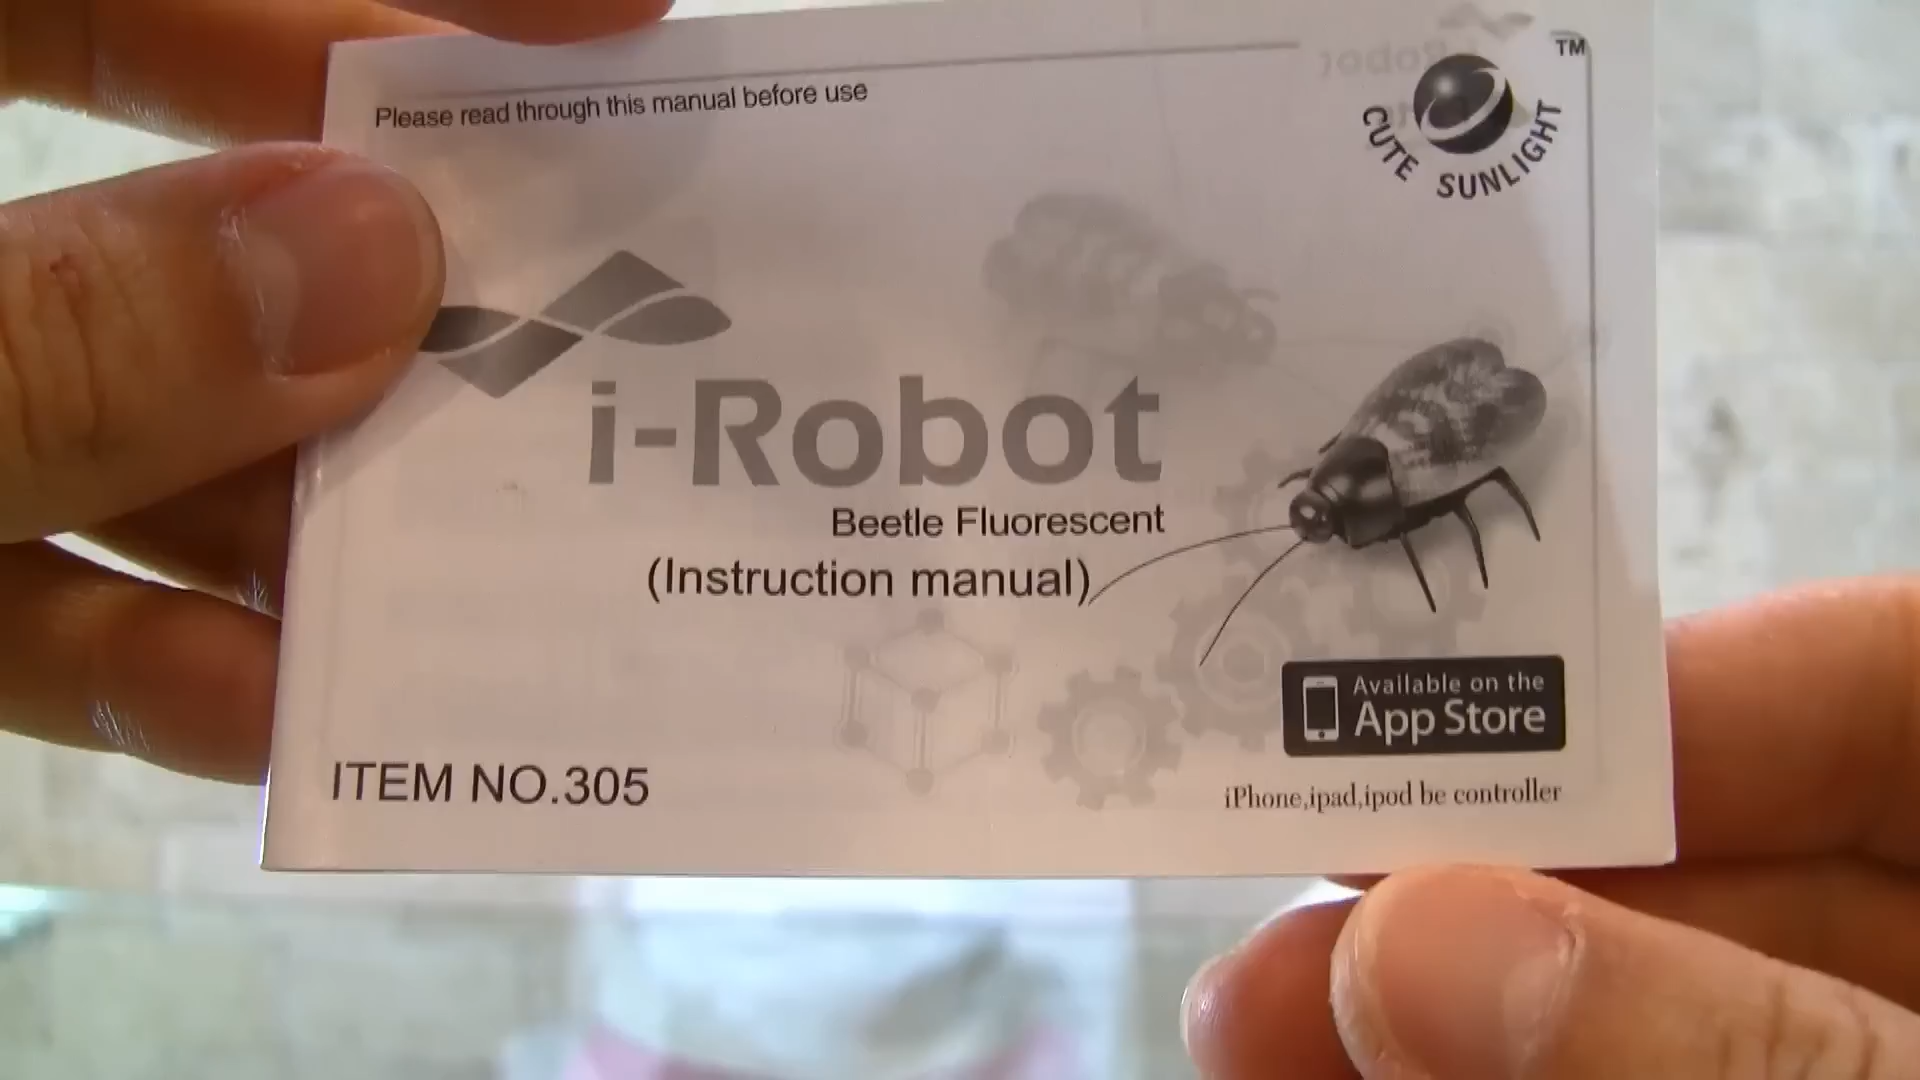 Please read through this manual before use
TM
CUTE SUNLIGHT
i-Robot
Beetle Fluorescent
(Instruction manual)
Available on the
App Store
ITEM NO.305
iPhone,ipad,ipod be controller